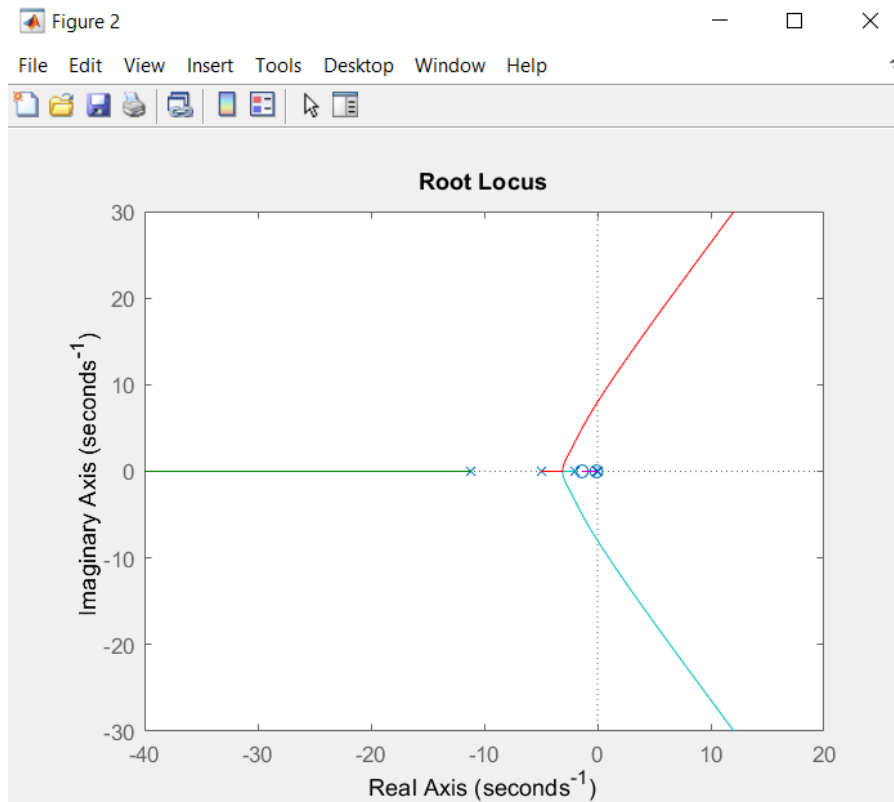 Figure 2
File Edit View Insert Tools Desktop Window Help
Root Locus
30
20
10
0
-10
-20
-30
Imaginary Axis (seconds⁻¹)
-40 -30 -20 -10 0 10 20
Real Axis (seconds⁻¹)